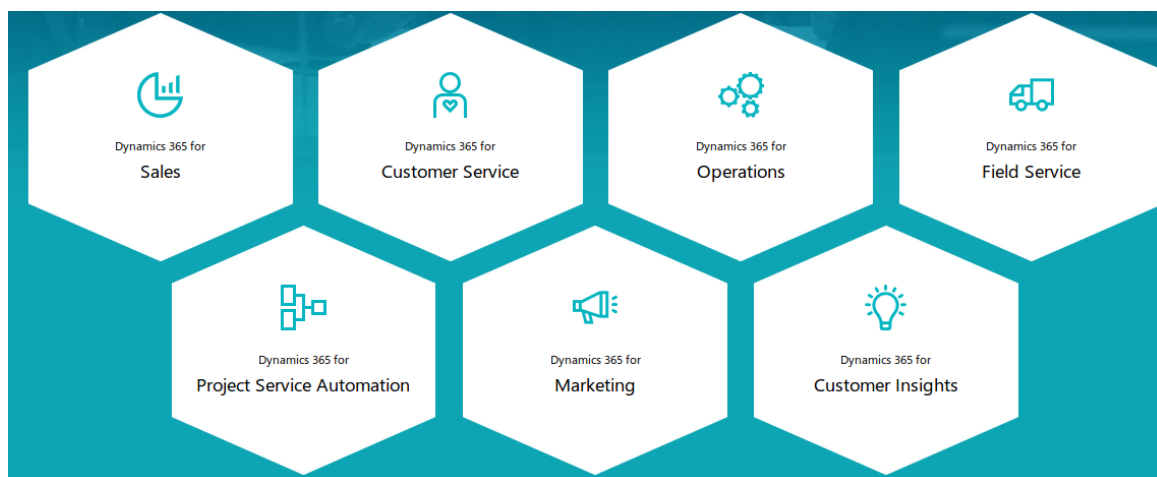 Dynamics 365 for
Sales
Dynamics 365 for
Customer Service
Dynamics 365 for
Operations
Dynamics 365 for
Field Service
Dynamics 365 for
Project Service Automation
Dynamics 365 for
Marketing
Dynamics 365 for
Customer Insights